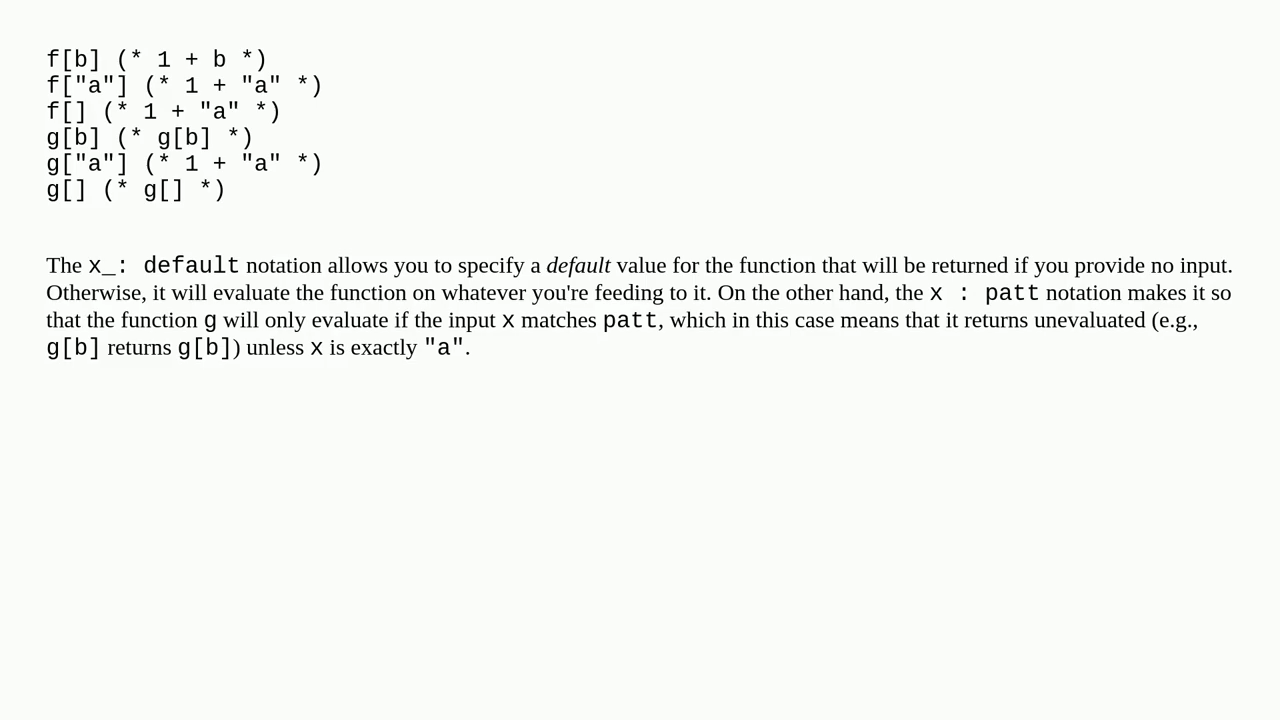 f[b] (* 1 + b *)
f["a"] (* 1 + "a" *)
f[] (* 1 + "a" *)
g[b] (* g[b] *)
g["a"] (* 1 + "a" *)
g[] (* g[] *)
The x_: default notation allows you to specify a default value for the function that will be returned if you provide no input.
Otherwise, it will evaluate the function on whatever you're feeding to it. On the other hand, the x : patt notation makes it so
that the function g will only evaluate if the input x matches patt, which in this case means that it returns unevaluated (e.g.,
g[b] returns g[b]) unless x is exactly "a".